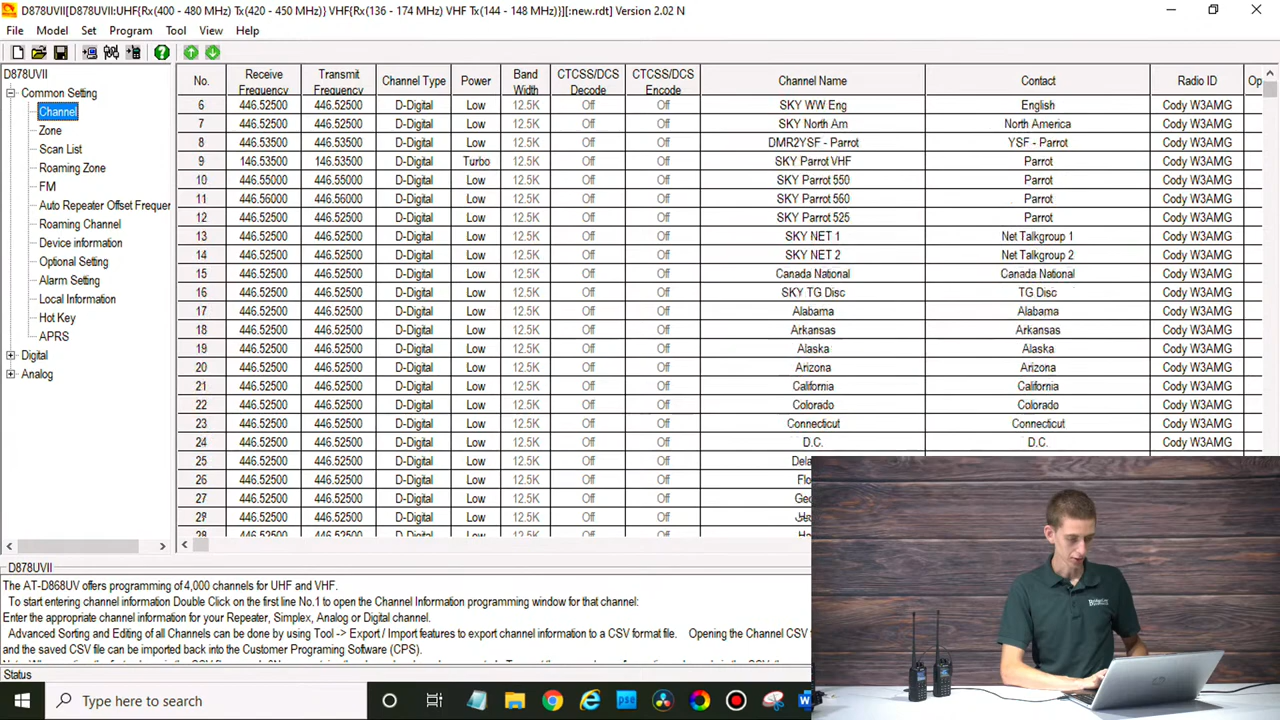 D878UVII[D878UVII:UHF{Rx(400 - 480 MHz) Tx(420 - 450 MHz)} VHF{Rx(136 - 174 MHz) VHF Tx(144 - 148 MHz)}][:new.rdt] Version 2.02 N
File Model Set Program Tool View Help
D878UVII
Common Setting
Channel
Zone
Scan List
Roaming Zone
FM
Auto Repeater Offset Frequer
Roaming Channel
Device information
Optional Setting
Alarm Setting
Local Information
Hot Key
APRS
Digital
Analog
No. Receive Frequency Transmit Frequency Channel Type Power Band Width CTCSS/DCS Decode CTCSS/DCS Encode Channel Name Contact Radio ID Op
6 446.52500 446.52500 D-Digital Low 12.5K Off Off SKY WW Eng English Cody W3AMG
7 446.52500 446.52500 D-Digital Low 12.5K Off Off SKY North Am North America Cody W3AMG
8 446.53500 446.53500 D-Digital Low 12.5K Off Off DMR2YSF - Parrot YSF - Parrot Cody W3AMG
9 146.53500 146.53500 D-Digital Turbo 12.5K Off Off SKY Parrot VHF Parrot Cody W3AMG
10 446.55000 446.55000 D-Digital Low 12.5K Off Off SKY Parrot 550 Parrot Cody W3AMG
11 446.56000 446.56000 D-Digital Low 12.5K Off Off SKY Parrot 560 Parrot Cody W3AMG
12 446.52500 446.52500 D-Digital Low 12.5K Off Off SKY Parrot 525 Parrot Cody W3AMG
13 446.52500 446.52500 D-Digital Low 12.5K Off Off SKY NET 1 Net Talkgroup 1 Cody W3AMG
14 446.52500 446.52500 D-Digital Low 12.5K Off Off SKY NET 2 Net Talkgroup 2 Cody W3AMG
15 446.52500 446.52500 D-Digital Low 12.5K Off Off Canada National Canada National Cody W3AMG
16 446.52500 446.52500 D-Digital Low 12.5K Off Off SKY TG Disc TG Disc Cody W3AMG
17 446.52500 446.52500 D-Digital Low 12.5K Off Off Alabama Alabama Cody W3AMG
18 446.52500 446.52500 D-Digital Low 12.5K Off Off Arkansas Arkansas Cody W3AMG
19 446.52500 446.52500 D-Digital Low 12.5K Off Off Alaska Alaska Cody W3AMG
20 446.52500 446.52500 D-Digital Low 12.5K Off Off Arizona Arizona Cody W3AMG
21 446.52500 446.52500 D-Digital Low 12.5K Off Off California California Cody W3AMG
22 446.52500 446.52500 D-Digital Low 12.5K Off Off Colorado Colorado Cody W3AMG
23 446.52500 446.52500 D-Digital Low 12.5K Off Off Connecticut Connecticut Cody W3AMG
24 446.52500 446.52500 D-Digital Low 12.5K Off Off D.C. D.C. Cody W3AMG
25 446.52500 446.52500 D-Digital Low 12.5K Off Off Dela
26 446.52500 446.52500 D-Digital Low 12.5K Off Off Flo
27 446.52500 446.52500 D-Digital Low 12.5K Off Off Geo
446.52500 446.52500 D-Digital Low 12.5K Off Off
D878UVII
The AT-D868UV offers programming of 4,000 channels for UHF and VHF.
To start entering channel information Double Click on the first line No.1 to open the Channel Information programming window for that channel:
Enter the appropriate channel information for your Repeater, Simplex, Analog or Digital channel.
Advanced Sorting and Editing of all Channels can be done by using Tool -> Export / Import features to export channel information to a CSV format file. Opening the Channel CSV
and the saved CSV file can be imported back into the Customer Programing Software (CPS).
Status
Type here to search